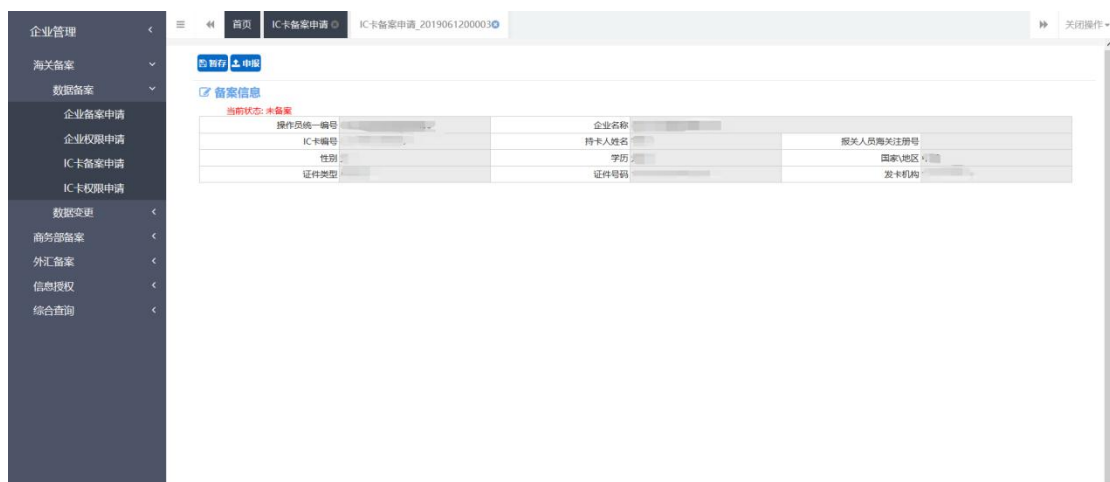 企业管理
首页 IC卡备案申请 IC卡备案申请_2019061200003 关闭操作
海关备案
数据备案
企业备案申请
企业权限申请
IC卡备案申请
IC卡权限申请
数据变更
商务部备案
外汇备案
信息授权
综合查询
暂存 申报
备案信息
当前状态: 未备案
操作员统一编号 企业名称
IC卡编号 持卡人姓名 报关人员海关注册号
性别 学历 国家\地区
证件类型 证件号码 发卡机构